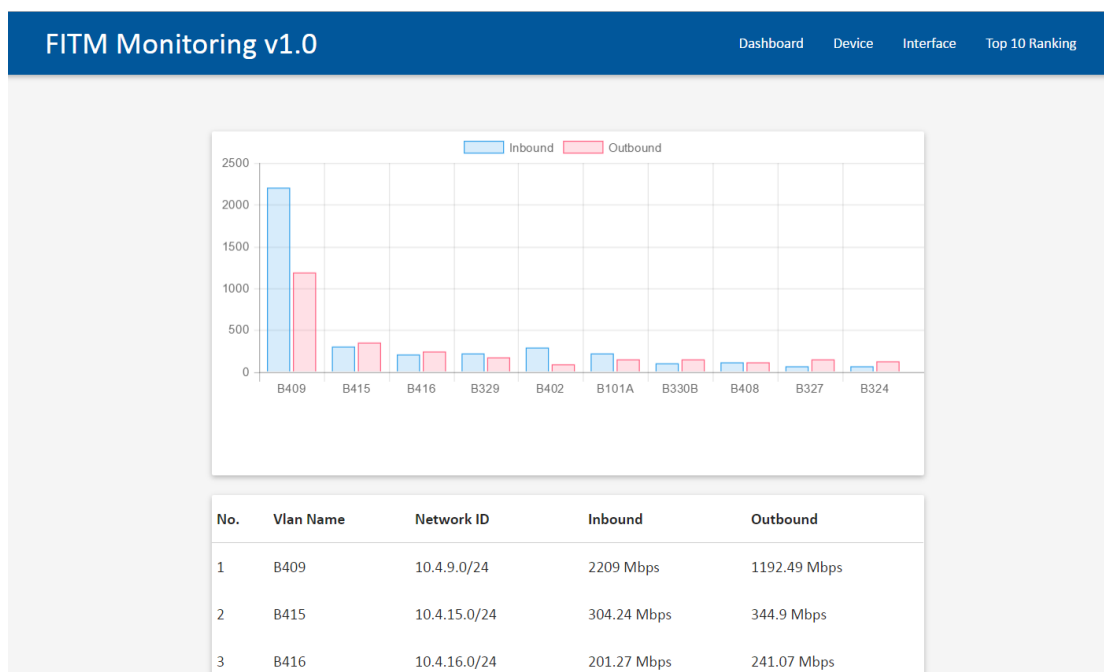 FITM Monitoring v1.0
Dashboard Device Interface Top 10 Ranking
Inbound Outbound
2500
2000
1500
1000
500
0
B409 B415 B416 B329 B402 B101A B330B B408 B327 B324
No. Vlan Name Network ID Inbound Outbound
1 B409 10.4.9.0/24 2209 Mbps 1192.49 Mbps
2 B415 10.4.15.0/24 304.24 Mbps 344.9 Mbps
3 B416 10.4.16.0/24 201.27 Mbps 241.07 Mbps